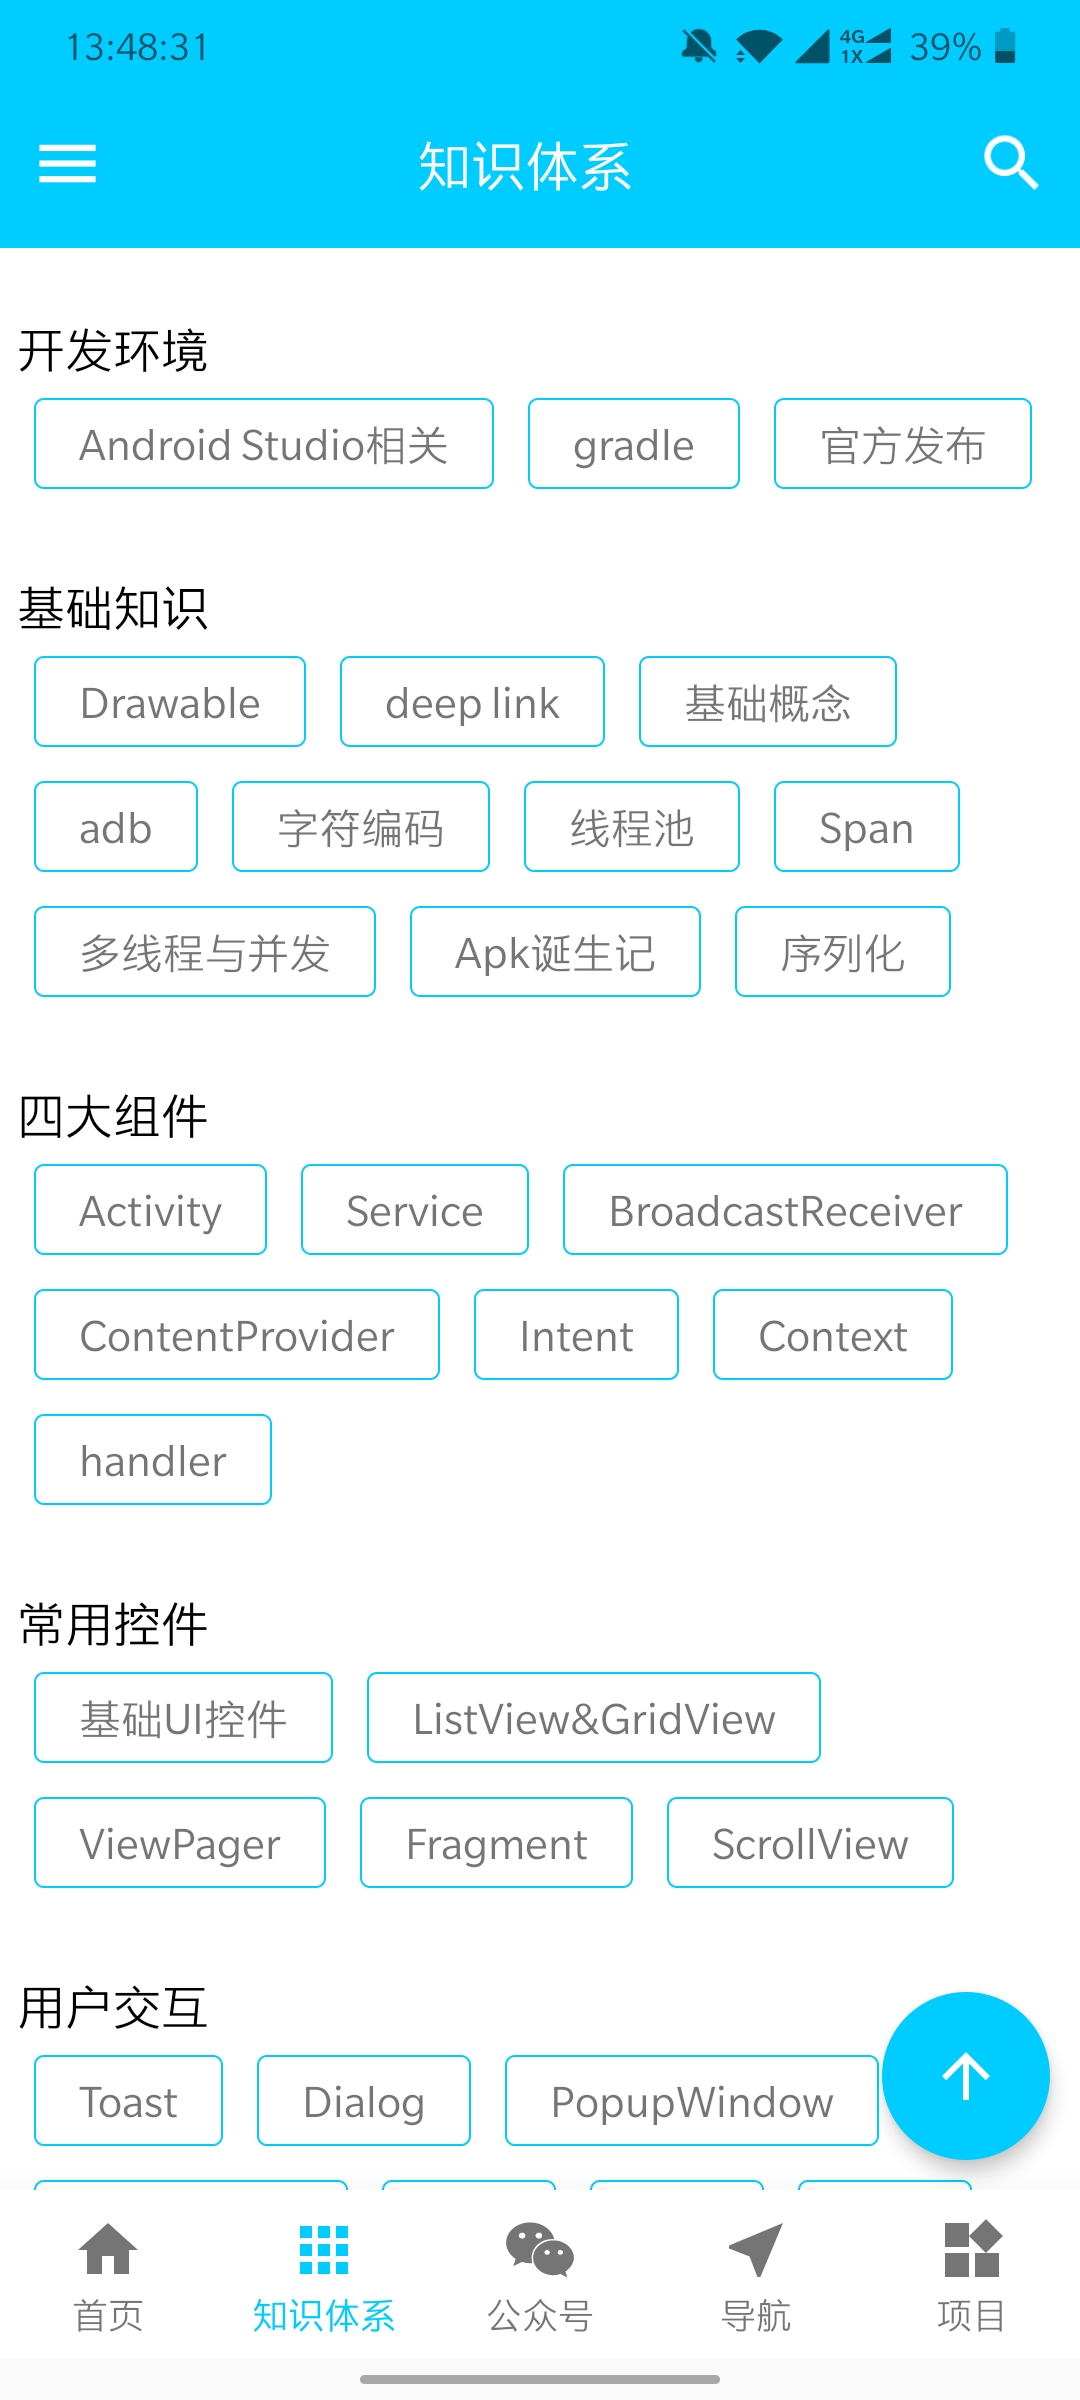 13:48:31 4G 1X 39%
知识体系
开发环境
Android Studio相关 gradle 官方发布
基础知识
Drawable deep link 基础概念
adb 字符编码 线程池 Span
多线程与并发 Apk诞生记 序列化
四大组件
Activity Service BroadcastReceiver
ContentProvider Intent Context
handler
常用控件
基础UI控件 ListView&GridView
ViewPager Fragment ScrollView
用户交互
Toast Dialog PopupWindow
首页 知识体系 公众号 导航 项目